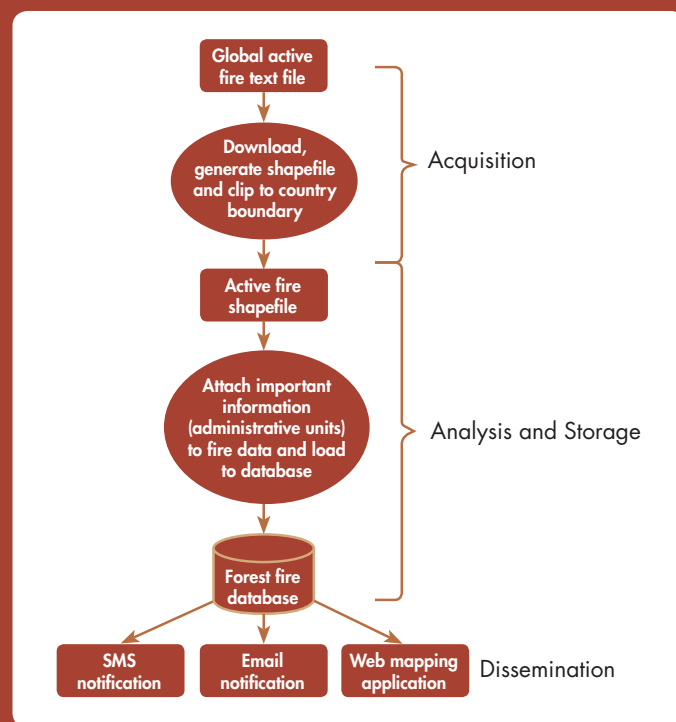 Global active
fire text file
Download,
generate shapefile
and clip to country
boundary
Acquisition
Active fire
shapefile
Attach important
information
(administrative units)
to fire data and load
to database
Analysis and Storage
Forest fire
database
SMS
notification
Email
notification
Web mapping
application
Dissemination